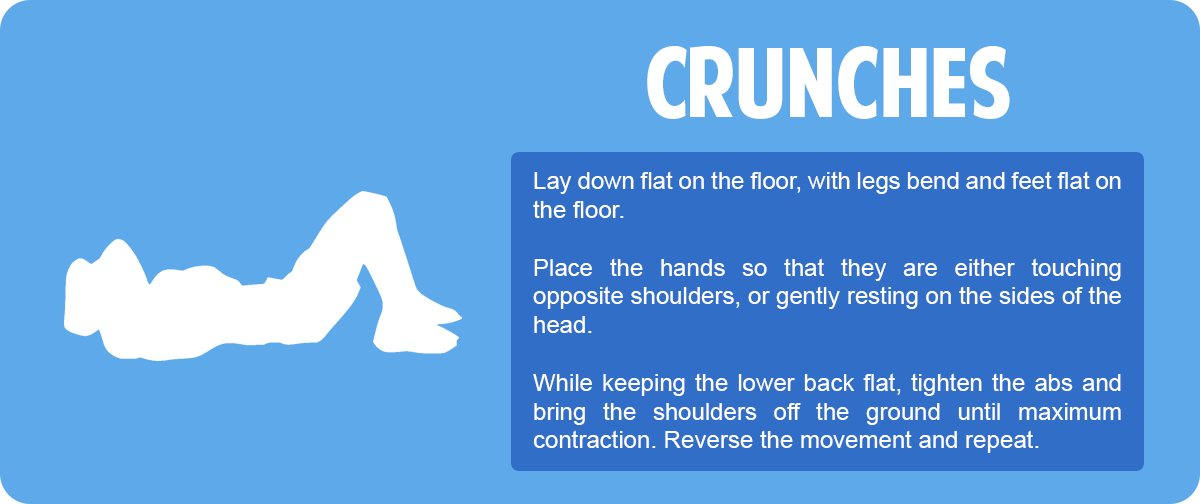 CRUNCHES
Lay down flat on the floor, with legs bend and feet flat on
the floor.
Place the hands so that they are either touching
opposite shoulders, or gently resting on the sides of the
head.
While keeping the lower back flat, tighten the abs and
bring the shoulders off the ground until maximum
contraction. Reverse the movement and repeat.